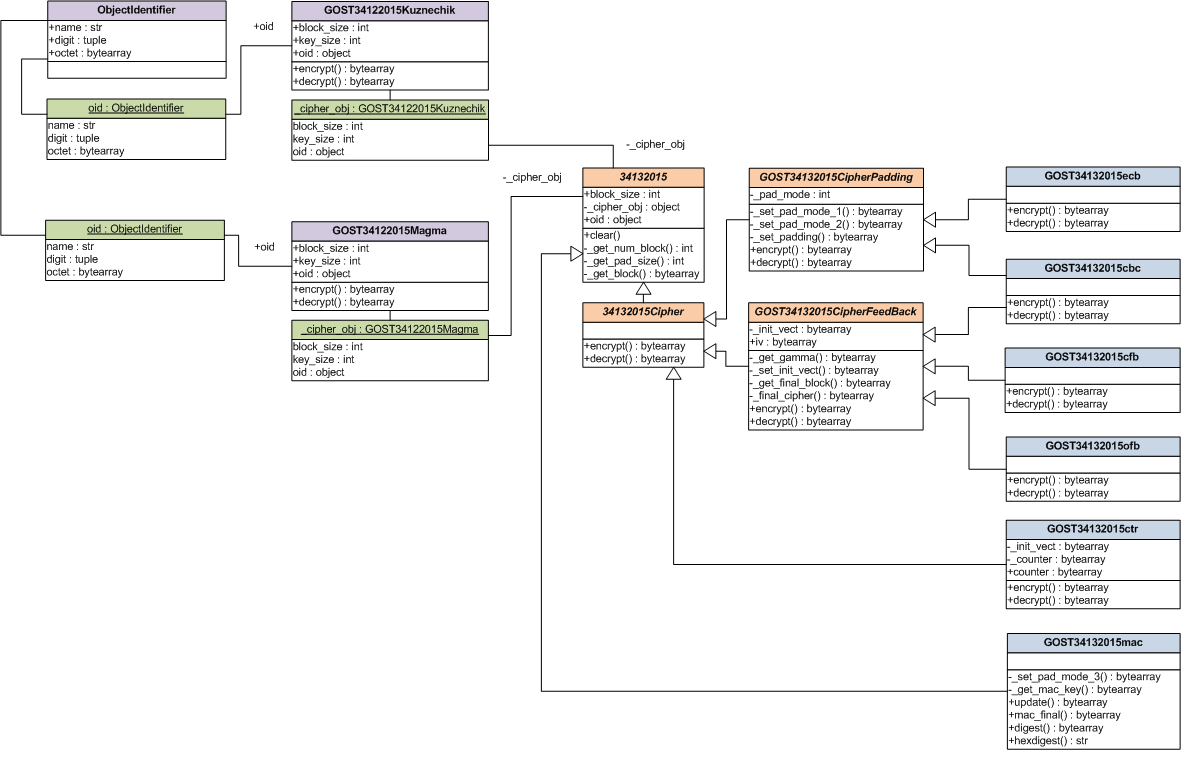 ObjectIdentifier
+name : str
+digit : tuple
+octet : bytearray
oid : ObjectIdentifier
name : str
digit : tuple
octet : bytearray
oid : ObjectIdentifier
name : str
digit : tuple
octet : bytearray
+oid
+oid
GOST34122015Kuznechik
+block_size : int
+key_size : int
+oid : object
+encrypt() : bytearray
+decrypt() : bytearray
_cipher_obj : GOST34122015Kuznechik
block_size : int
key_size : int
oid : object
GOST34122015Magma
+block_size : int
+key_size : int
+oid : object
+encrypt() : bytearray
+decrypt() : bytearray
_cipher_obj : GOST34122015Magma
block_size : int
key_size : int
oid : object
-_cipher_obj
-_cipher_obj
34132015
+block_size : int
-_cipher_obj : object
+oid : object
+clear()
-_get_num_block() : int
-_get_pad_size() : int
-_get_block() : bytearray
34132015Cipher
+encrypt() : bytearray
+decrypt() : bytearray
GOST34132015CipherPadding
-_pad_mode : int
-_set_pad_mode_1() : bytearray
-_set_pad_mode_2() : bytearray
-_set_padding() : bytearray
+encrypt() : bytearray
+decrypt() : bytearray
GOST34132015CipherFeedBack
-_init_vect : bytearray
+iv : bytearray
-_get_gamma() : bytearray
-_set_init_vect() : bytearray
-_get_final_block() : bytearray
-_final_cipher() : bytearray
+encrypt() : bytearray
+decrypt() : bytearray
GOST34132015ecb
+encrypt() : bytearray
+decrypt() : bytearray
GOST34132015cbc
+encrypt() : bytearray
+decrypt() : bytearray
GOST34132015cfb
+encrypt() : bytearray
+decrypt() : bytearray
GOST34132015ofb
+encrypt() : bytearray
+decrypt() : bytearray
GOST34132015ctr
-_init_vect : bytearray
-_counter : bytearray
+counter : bytearray
+encrypt() : bytearray
+decrypt() : bytearray
GOST34132015mac
-_set_pad_mode_3() : bytearray
-_get_mac_key() : bytearray
+update() : bytearray
+mac_final() : bytearray
+digest() : bytearray
+hexdigest() : str